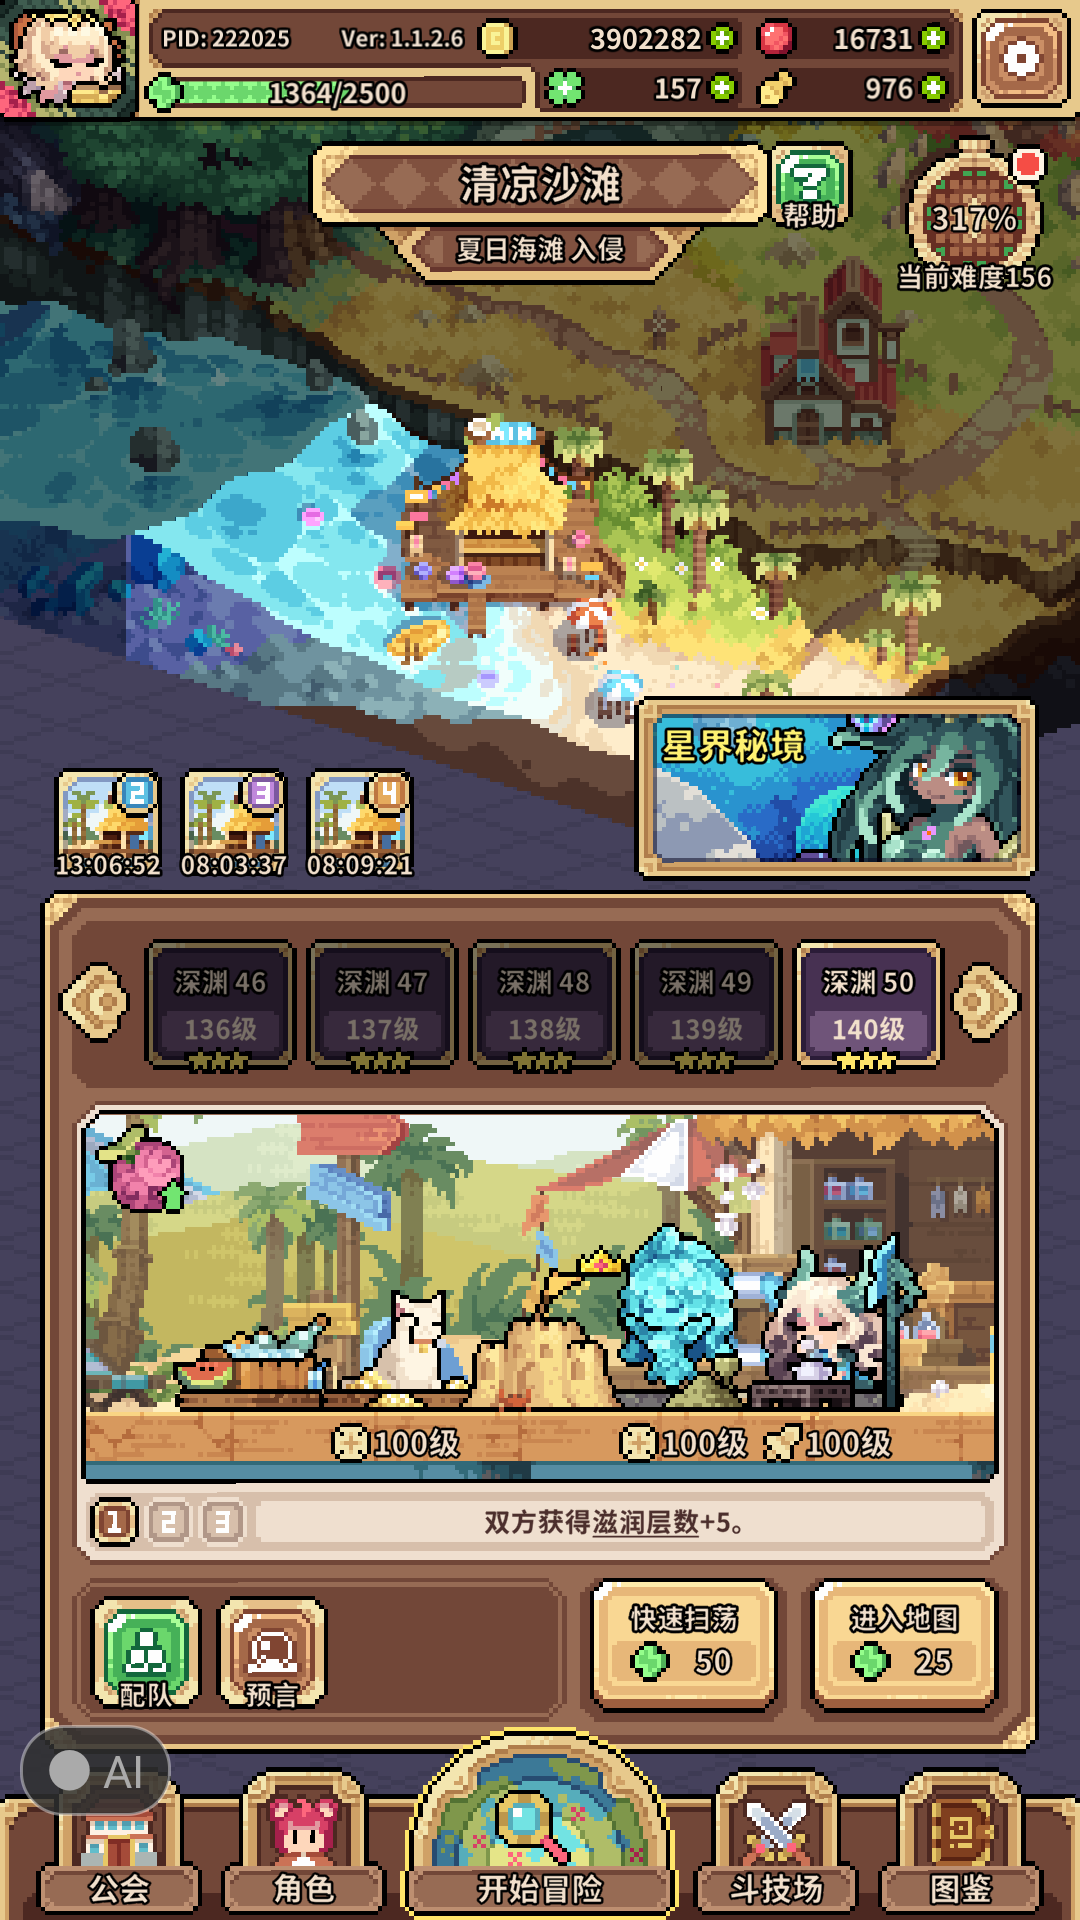 PID: 222025
Ver: 1.1.2.6
3902282
16731
1364/2500
157
976
清凉沙滩
帮助
夏日海滩 入侵
317%
当前难度156
星界秘境
2
3
4
13:06:52
08:03:37
08:09:21
深渊 46
深渊 47
深渊 48
深渊 49
深渊 50
136级
137级
138级
139级
140级
100级
100级
100级
1
2
3
双方获得滋润层数+5。
快速扫荡
进入地图
50
25
配队
预言
AI
公会
角色
开始冒险
斗技场
图鉴